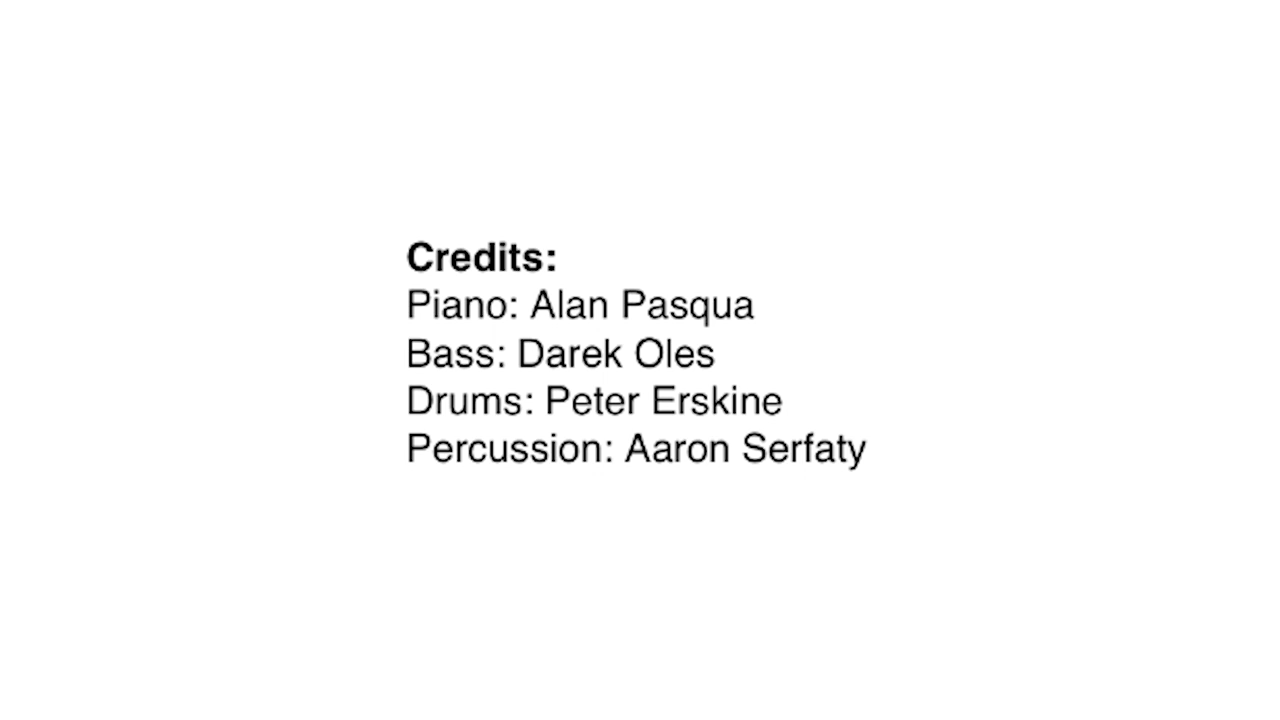 Credits:
Piano: Alan Pasqua
Bass: Darek Oles
Drums: Peter Erskine
Percussion: Aaron Serfaty